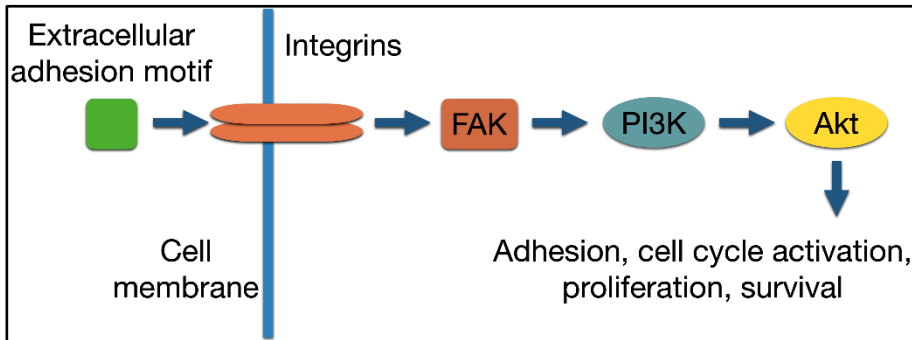 Extracellular
adhesion motif
Integrins
FAK
PI3K
Akt
Cell
membrane
Adhesion, cell cycle activation,
proliferation, survival